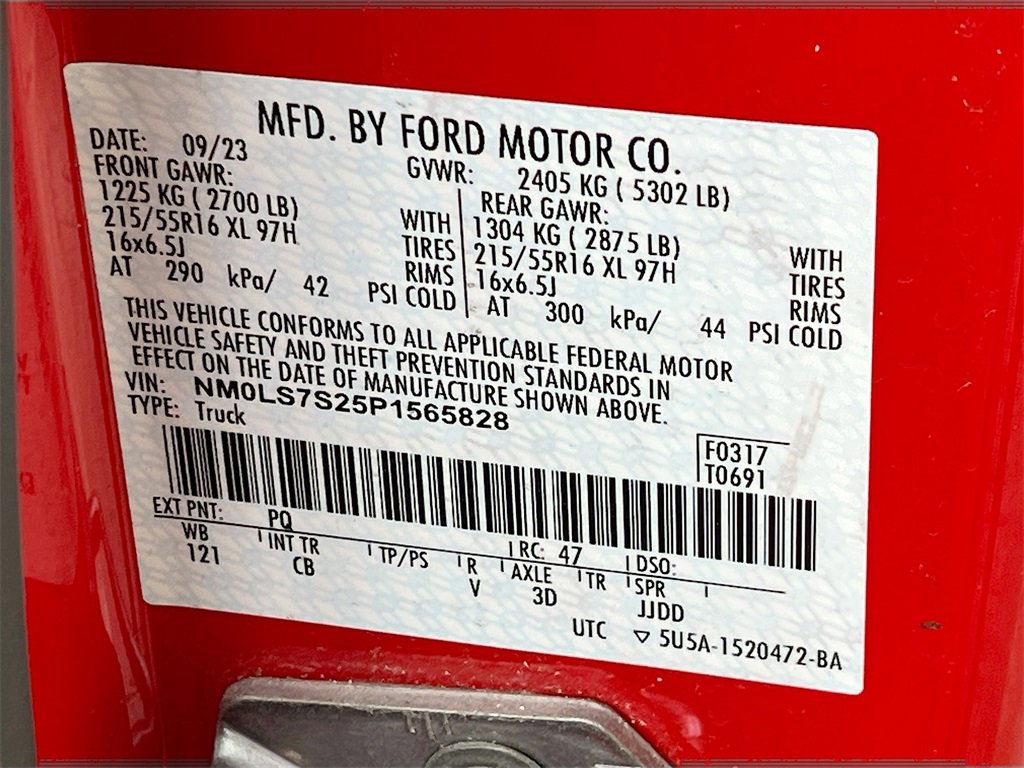 MFD. BY FORD MOTOR CO.
DATE: 09/23 GVWR: 2405 KG ( 5302 LB)
FRONT GAWR: REAR GAWR:
1225 KG ( 2700 LB) WITH 1304 KG ( 2875 LB) WITH
215/55R16 XL 97H TIRES 215/55R16 XL 97H TIRES
16x6.5J RIMS 16x6.5J RIMS
AT 290 kPa/ 42 PSI COLD AT 300 kPa/ 44 PSI COLD
THIS VEHICLE CONFORMS TO ALL APPLICABLE FEDERAL MOTOR
VEHICLE SAFETY AND THEFT PREVENTION STANDARDS IN
EFFECT ON THE DATE OF MANUFACTURE SHOWN ABOVE.
VIN: NM0LS7S25P1565828
TYPE: Truck
F0317
T0691
EXT PNT: PQ RC: 47 DSO:
WB INT TR TP/PS R AXLE TR SPR
121 CB V 3D JJDD
UTC ▽ 5U5A-1520472-BA